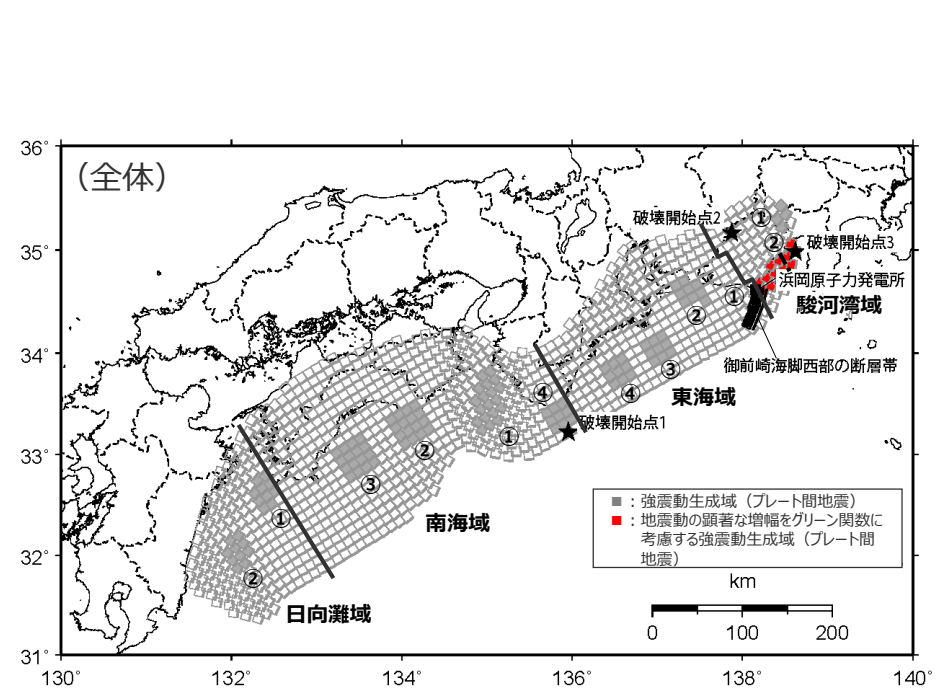 36°
（全体）
破壊開始点2
①
35°
②
破壊開始点3
浜岡原子力発電所
①
駿河湾域
②
34°
御前崎海脚西部の断層帯
③
④
④
東海域
破壊開始点1
①
33°
②
③
強震動生成域（プレート間地震）
地震動の顕著な増幅をグリーン関数に
考慮する強震動生成域（プレート間
地震）
①
南海域
32°
②
km
日向灘域
0 100 200
31°
130° 132° 134° 136° 138° 140°